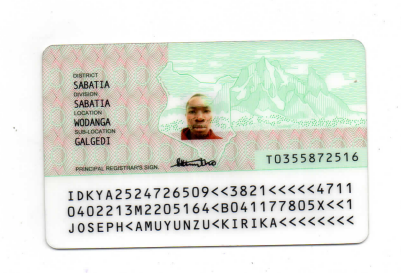 DISTRICT
SABATIA
DIVISION
SABATIA
LOCATION
WODANGA
SUB-LOCATION
GALGEDI
PRINCIPAL REGISTRAR'S SIGN.
TO355872516
IDKYA2524726509<<3821<<<<<4711
0402213M2205164<B041177805X<<1
JOSEPH<AMUYUNZU<KIRIKA<<<<<<<<